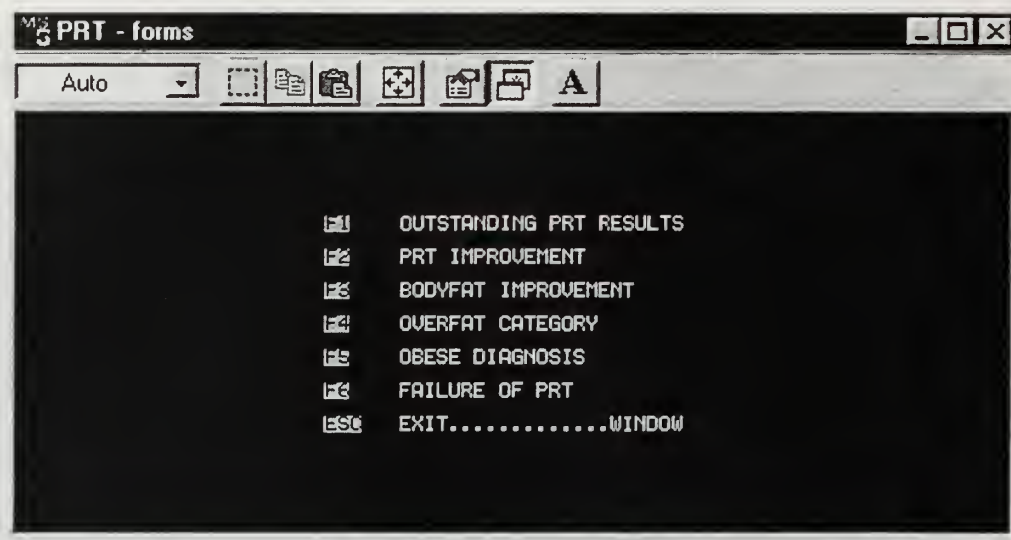 PRT - forms
Auto
A
F1 OUTSTANDING PRT RESULTS
F2 PRT IMPROVEMENT
F3 BODYFAT IMPROVEMENT
F4 OVERFAT CATEGORY
F5 OBESE DIAGNOSIS
F6 FAILURE OF PRT
ESC EXIT.............WINDOW